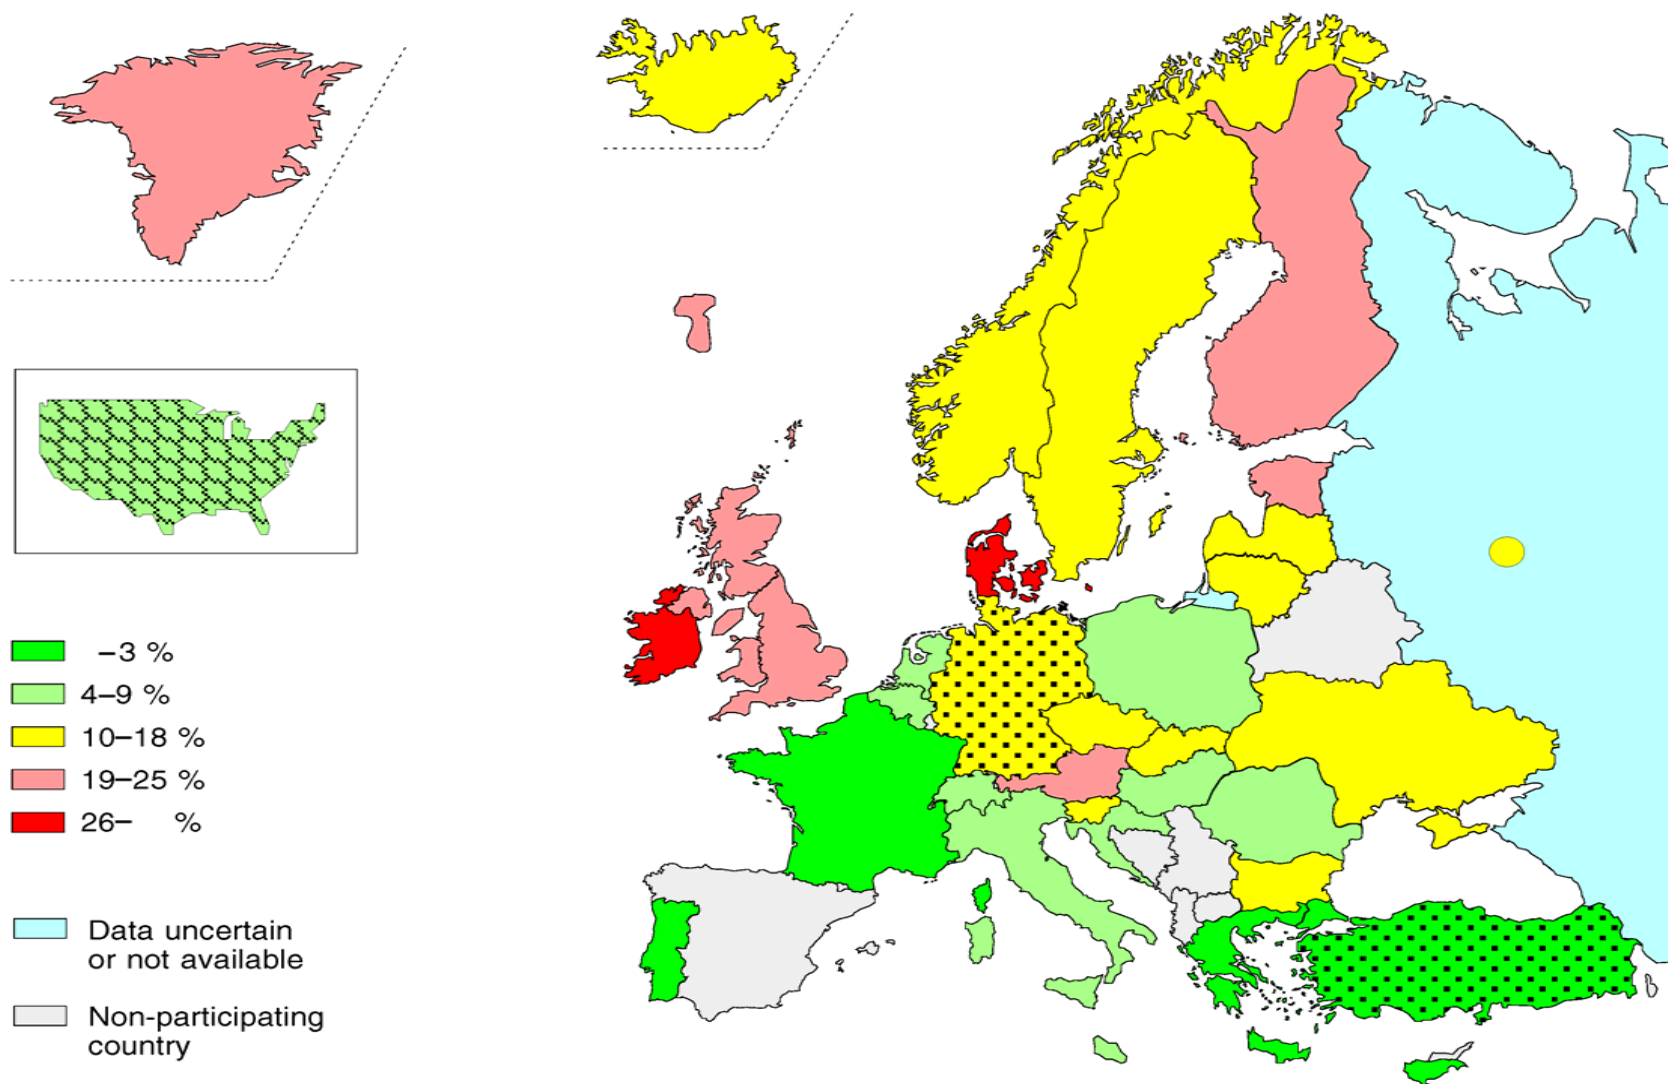 –3 %
4–9 %
10–18 %
19–25 %
26– %
Data uncertain
or not available
Non-participating
country